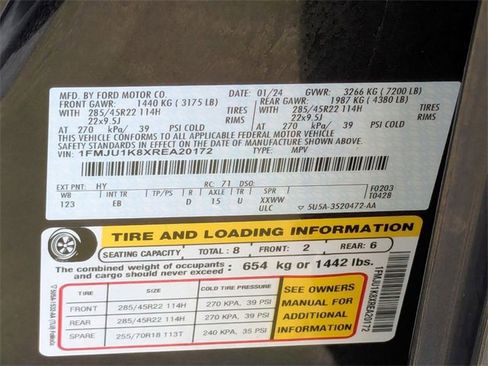 MFD. BY FORD MOTOR CO. DATE: 01/24 GVWR: 3266 KG ( 7200 LB)
FRONT GAWR: 1440 KG ( 3175 LB) REAR GAWR: 1987 KG ( 4380 LB)
WITH 285/45R22 114H TIRES WITH 285/45R22 114H TIRES
22x9.5J RIMS 22x9.5J RIMS
AT 270 kPa/ 39 PSI COLD AT 270 kPa/ 39 PSI COLD
THIS VEHICLE CONFORMS TO ALL APPLICABLE FEDERAL MOTOR VEHICLE
SAFETY AND THEFT PREVENTION STANDARDS IN EFFECT ON THE DATE OF
MANUFACTURE SHOWN ABOVE.
VIN: 1FMJU1K8XREA20172 TYPE: MPV
EXT PNT: HY RC: 71 DSO: F0203
WB INT TR TP/PS R AXLE TR SPR T0428
123 EB D 15 U XXWW
ULC 5U5A-3520472-AA
TIRE AND LOADING INFORMATION
SEATING CAPACITY TOTAL : 8 FRONT: 2 REAR: 6
The combined weight of occupants and cargo should never exceed: 654 kg or 1442 lbs.
TIRE SIZE COLD TIRE PRESSURE
FRONT 285/45R22 114H 270 KPA, 39 PSI
REAR 285/45R22 114H 270 KPA, 39 PSI
SPARE 255/70R18 113T 240 KPA, 35 PSI
SEE OWNERS
MANUAL FOR
ADDITIONAL
INFORMATION
1FMJU1K8XREA20172